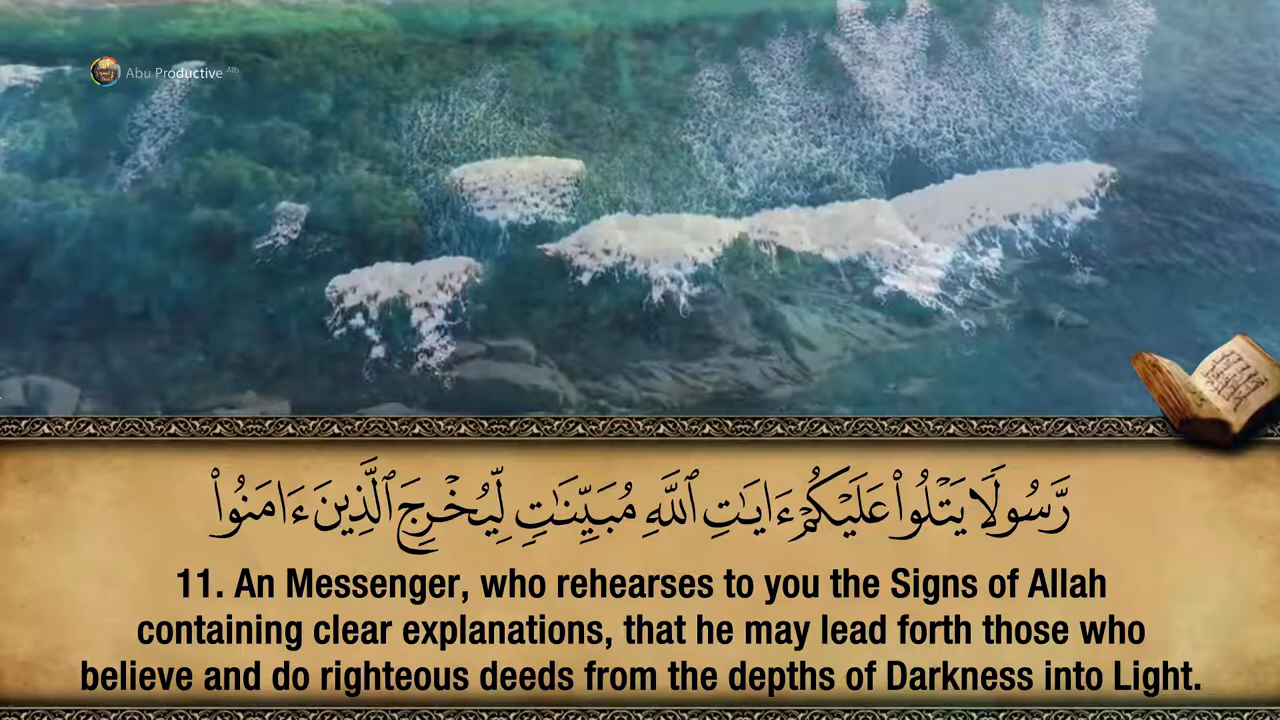 Abu Productive Alb
رَّسُولًا يَتْلُوا۟ عَلَيْكُمْ ءَايَـٰتِ ٱللَّهِ مُبَيِّنَـٰتٍ لِّيُخْرِجَ ٱلَّذِينَ ءَامَنُوا۟
11. An Messenger, who rehearses to you the Signs of Allah
containing clear explanations, that he may lead forth those who
believe and do righteous deeds from the depths of Darkness into Light.